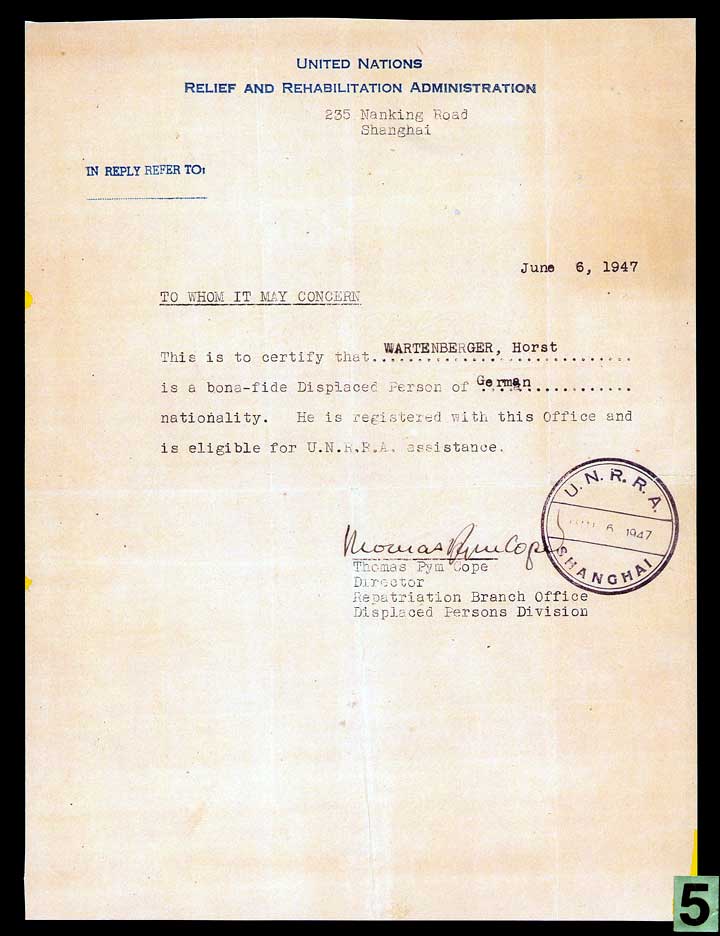 UNITED NATIONS
RELIEF AND REHABILITATION ADMINISTRATION
235 Nanking Road
Shanghai
IN REPLY REFER TO:
June 6, 1947
TO WHOM IT MAY CONCERN
This is to certify that WARTENBERGER, Horst
is a bona-fide Displaced Person of German
nationality. He is registered with this Office and
is eligible for U.N.R.R.A. assistance.
U.N.R.R.A.
6 1947
SHANGHAI
Thomas Pym Cope
Thomas Pym Cope
Director
Repatriation Branch Office
Displaced Persons Division
5